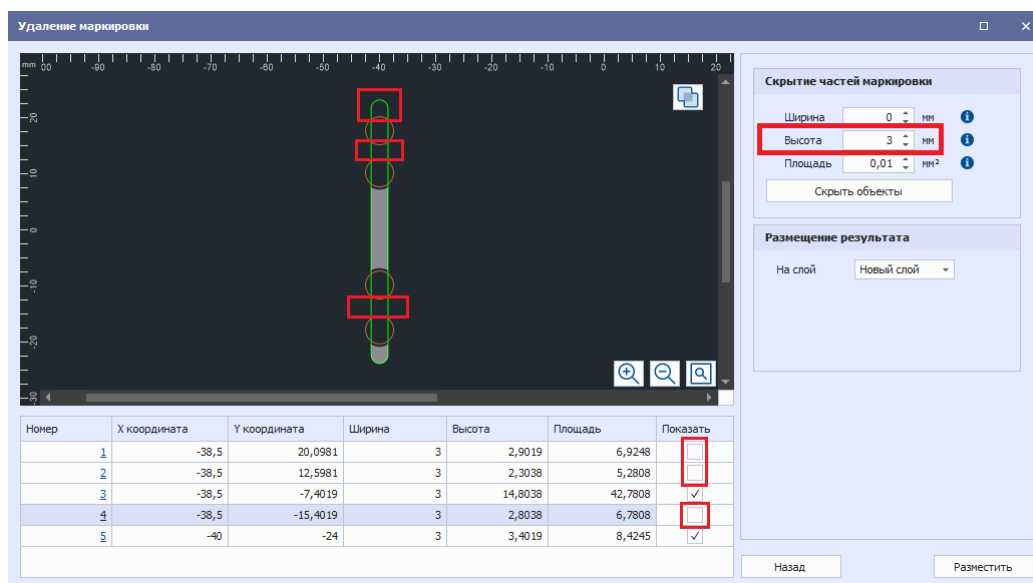 Удаление маркировки
mm 00 -90 -80 -70 -60 -50 -40 -30 -20 -10 0 10 20
20
10
0
-10
-20
-30
Скрытие частей маркировки
Ширина 0 мм
Высота 3 мм
Площадь 0,01 мм²
Скрыть объекты
Размещение результата
На слой Новый слой
Номер X координата Y координата Ширина Высота Площадь Показать
1 -38,5 20,0981 3 2,9019 6,9248
2 -38,5 12,5981 3 2,3038 5,2808
3 -38,5 -7,4019 3 14,8038 42,7808
4 -38,5 -15,4019 3 2,8038 6,7808
5 -40 -24 3 3,4019 8,4245
Назад Разместить